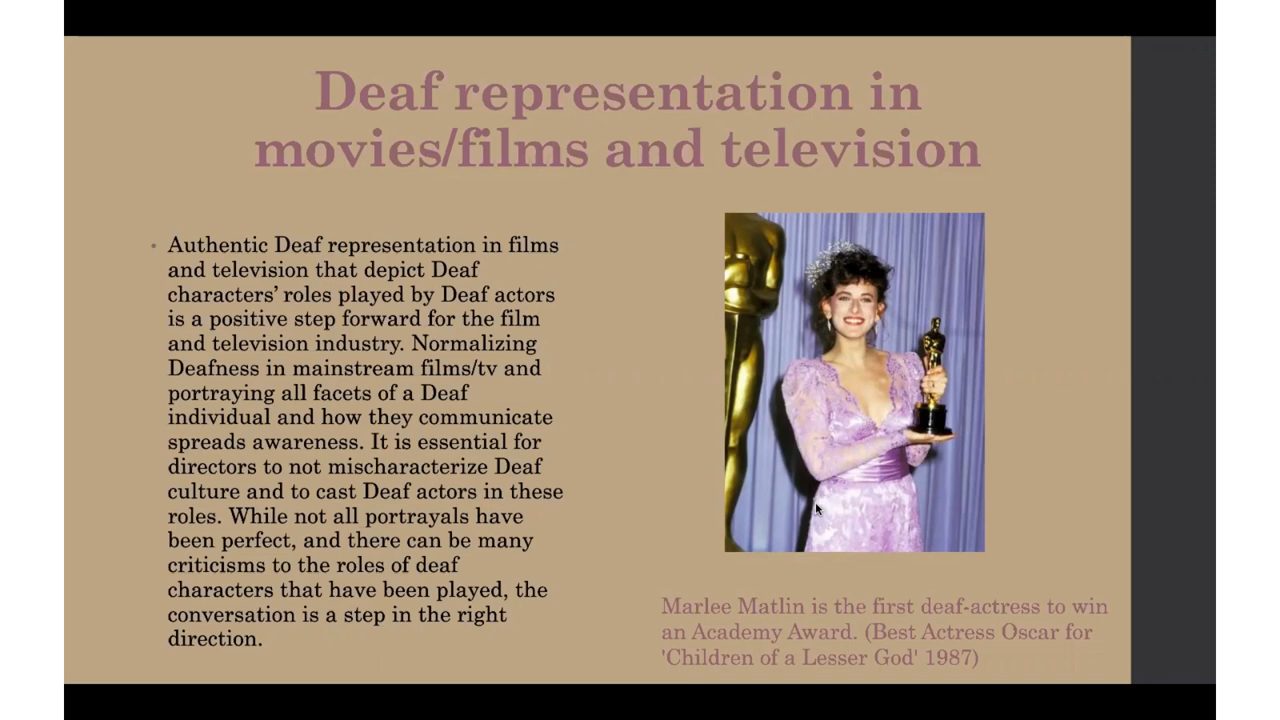 Deaf representation in
movies/films and television
• Authentic Deaf representation in films
and television that depict Deaf
characters’ roles played by Deaf actors
is a positive step forward for the film
and television industry. Normalizing
Deafness in mainstream films/tv and
portraying all facets of a Deaf
individual and how they communicate
spreads awareness. It is essential for
directors to not mischaracterize Deaf
culture and to cast Deaf actors in these
roles. While not all portrayals have
been perfect, and there can be many
criticisms to the roles of deaf
characters that have been played, the
conversation is a step in the right
direction.
Marlee Matlin is the first deaf-actress to win
an Academy Award. (Best Actress Oscar for
'Children of a Lesser God' 1987)